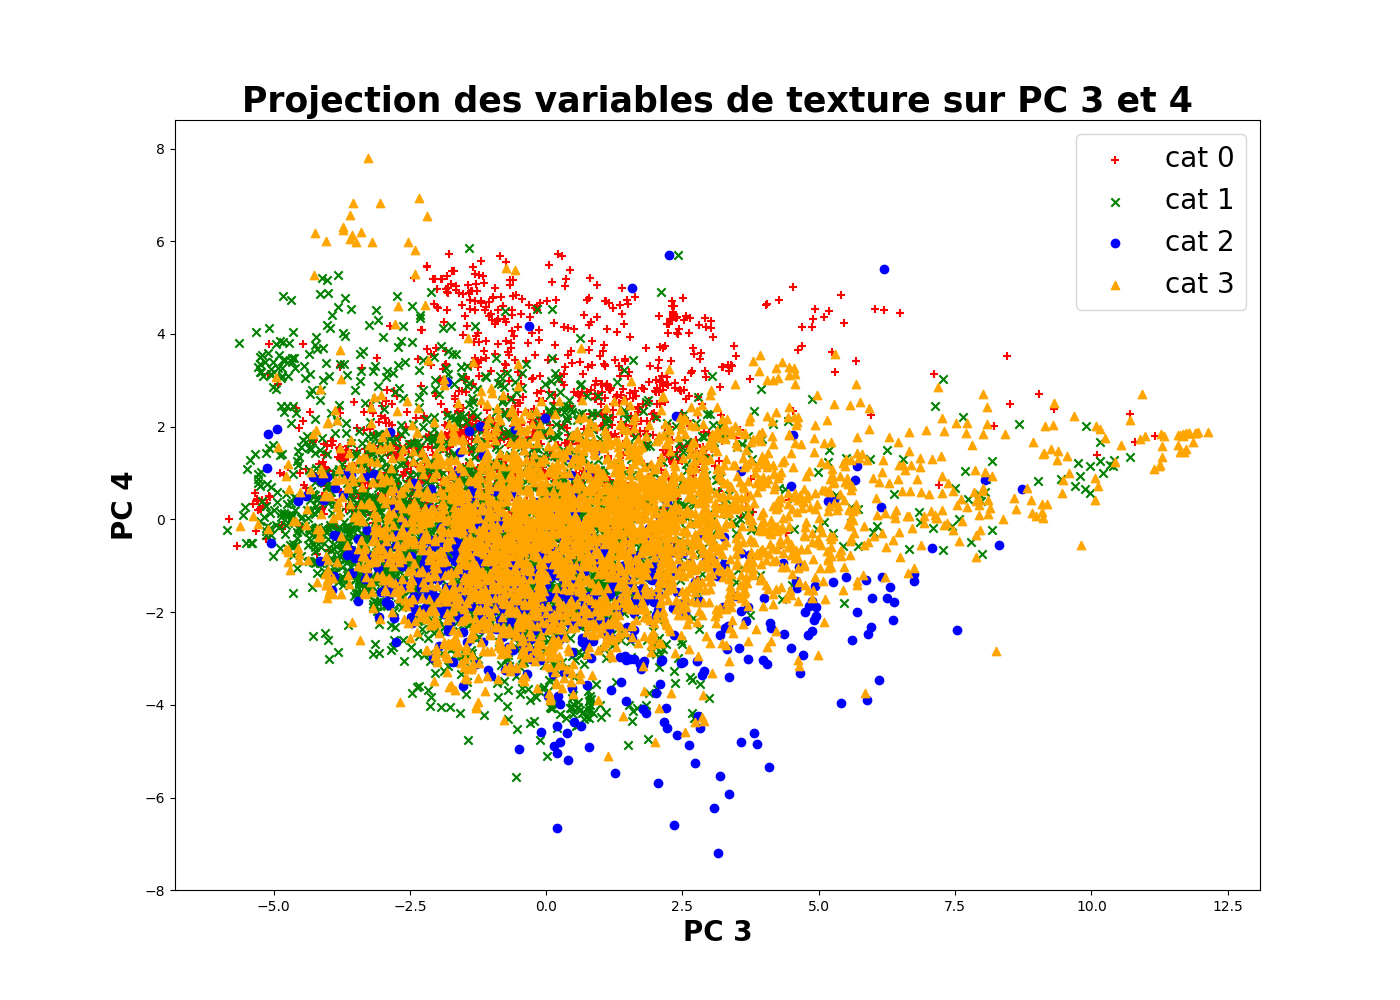 Projection des variables de texture sur PC 3 et 4
cat 0
cat 1
cat 2
cat 3
8
6
4
2
0
−2
−4
−6
−8
PC 4
−5.0 −2.5 0.0 2.5 5.0 7.5 10.0 12.5
PC 3